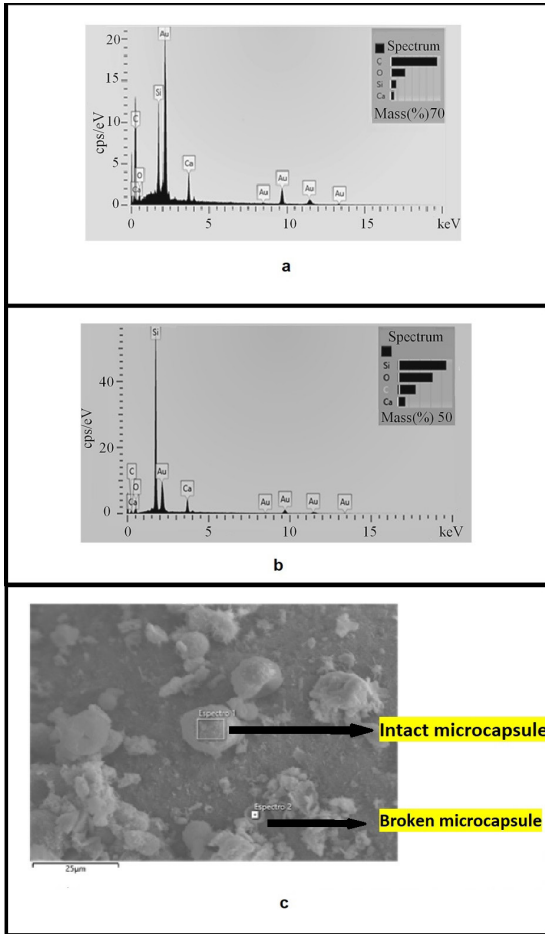 Spectrum
C
O
Si
Ca
Mass(%)70
cps/eV
20
15
10
5
0
Au
Si
C
O
Ca
Ca
Au
Au
Au
Au
0 5 10 15 keV
a
Spectrum
Si
O
C
Ca
Mass(%) 50
cps/eV
40
20
0
Si
C
O
Ca
Au
Ca
Au
Au
Au
Au
0 5 10 15 keV
b
Espectro 1
Intact microcapsule
Espectro 2
Broken microcapsule
25μm
c